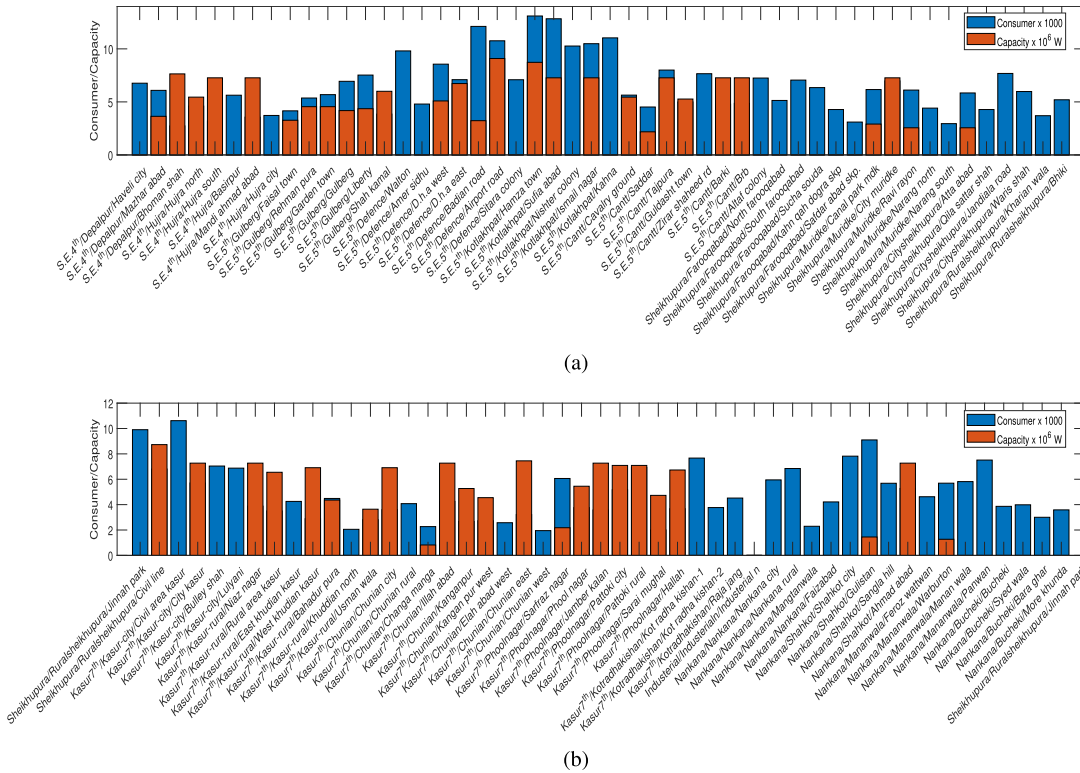 Consumer/Capacity
10
5
0
Consumer x 1000
Capacity x 10⁶ W
S.E.4ᵗʰ/Depalpur/Haveli city
S.E.4ᵗʰ/Depalpur/Mazhar abad
S.E.4ᵗʰ/Depalpur/Bhoman shah
S.E.4ᵗʰ/Hujra/Hujra north
S.E.4ᵗʰ/Hujra/Hujra south
S.E.4ᵗʰ/Hujra/Basirpur
S.E.4ᵗʰ/Hujra/Mandi ahmad abad
S.E.4ᵗʰ/Hujra/Hujra city
S.E.5ᵗʰ/Gulberg/Faisal town
S.E.5ᵗʰ/Gulberg/Rehman pura
S.E.5ᵗʰ/Gulberg/Garden town
S.E.5ᵗʰ/Gulberg/Gulberg
S.E.5ᵗʰ/Gulberg/Liberty
S.E.5ᵗʰ/Gulberg/Shah kamal
S.E.5ᵗʰ/Defence/Walton
S.E.5ᵗʰ/Defence/Ameer sidhu
S.E.5ᵗʰ/Defence/D.h.a west
S.E.5ᵗʰ/Defence/D.h.a east
S.E.5ᵗʰ/Defence/Badian road
S.E.5ᵗʰ/Defence/Airport road
S.E.5ᵗʰ/Defence/Sitara colony
S.E.5ᵗʰ/Kotlakhpat/Hamza town
S.E.5ᵗʰ/Kotlakhpat/Sufia abad
S.E.5ᵗʰ/Kotlakhpat/Nishter colony
S.E.5ᵗʰ/Kotlakhpat/Ismail nagar
S.E.5ᵗʰ/Kotlakhpat/Kahna
S.E.5ᵗʰ/Cantt/Cavalry ground
S.E.5ᵗʰ/Cantt/Saddar
S.E.5ᵗʰ/Cantt/Tajpura
S.E.5ᵗʰ/Cantt/Guldasht town
S.E.5ᵗʰ/Cantt/Zirar sheed rd
S.E.5ᵗʰ/Cantt/Berki
S.E.5ᵗʰ/Cantt/Brb
S.E.5ᵗʰ/Cantt/ colony
Sheikhupura/Farooqabad/North farooqabad
Sheikhupura/Farooqabad/South farooqabad
Sheikhupura/Farooqabad/Sucha souda
Sheikhupura/Farooqabad/Kahn qah dogra skp
Sheikhupura/Farooqabad/Sfader abad skp.
Sheikhupura/Muridke/Cand park mdk
Sheikhupura/Muridke/City muridke
Sheikhupura/Muridke/Ravi rayon
Sheikhupura/Muridke/Narang north
Sheikhupura/Muridke/Narang south
Sheikhupura/Citysheikhupura/Atta abad
Sheikhupura/Citysheikhupura/ sattar shah
Sheikhupura/Citysheikhupura/Jandiala road
Sheikhupura/Citysheikhupura/Waris shah
Sheikhupura/Ruralsheikhupura/Khanan wala
Sheikhupura/Ruralsheikhupura/Bhiki
(a)
Consumer/Capacity
12
10
8
6
4
2
0
Consumer x 1000
Capacity x 10⁶ W
Sheikhupura/Ruralsheikhupura/Jinnah park
Sheikhupura/Ruralsheikhupura/Civil line
Kasur7ᵗʰ/Kasur-city/Civil area kasur
Kasur7ᵗʰ/Kasur-city/City kasur
Kasur7ᵗʰ/Kasur-city/Bulley shah
Kasur7ᵗʰ/Kasur-city/Lulyani
Kasur7ᵗʰ/Kasur-rural/Niaz nagar
Kasur7ᵗʰ/Kasur-rural/Rural area kasur
Kasur7ᵗʰ/Kasur-rural/East khudian kasur
Kasur7ᵗʰ/Kasur-rural/West khudian kasur
Kasur7ᵗʰ/Kasur-rural/Bahadur pura
Kasur7ᵗʰ/Kasur-rural/Khuddian north
Kasur7ᵗʰ/Kasur-rural/Usman wala
Kasur7ᵗʰ/Chunian/Chunian city
Kasur7ᵗʰ/Chunian/Chunian rural
Kasur7ᵗʰ/Chunian/Changa manga
Kasur7ᵗʰ/Chunian/Illah abad
Kasur7ᵗʰ/Chunian/Kanganpur
Kasur7ᵗʰ/Chunian/Kangan pur west
Kasur7ᵗʰ/Chunian/Elah abad west
Kasur7ᵗʰ/Chunian/Chunian east
Kasur7ᵗʰ/Chunian/Chunian west
Kasur7ᵗʰ/Phoolnagar/Sarfraz nagar
Kasur7ᵗʰ/Phoolnagar/Phool nagar
Kasur7ᵗʰ/Phoolnagar/Jamber kalan
Kasur7ᵗʰ/Phoolnagar/Pattoki city
Kasur7ᵗʰ/Phoolnagar/Pattoki rural
Kasur7ᵗʰ/Phoolnagar/Sarai mughal
Kasur7ᵗʰ/Phoolnagar/Hallah
Kasur7ᵗʰ/Kotradhakishan/Kot radha kishan-1
Kasur7ᵗʰ/Kotradhakishan/Kot radha kishan-2
Kasur7ᵗʰ/Kotradhakishan/Raja jang
Industerial/Industerial/Industerial n
Nankana/Nankana/Nankana city
Nankana/Nankana/Nankana rural
Nankana/Nankana/Mangtanwala
Nankana/Nankana/Faizabad
Nankana/Shahkot/Shahkot city
Nankana/Shahkot/Gulistan
Nankana/Shahkot/Sangla hill
Nankana/Shahkot/Ahmad abad
Nankana/Mananwala/Feroz wattwan
Nankana/Mananwala/Warburton
Nankana/Mananwala/Manan wala
Nankana/Mananwala/Panwan
Nankana/Bucheki/Bucheki
Nankana/Bucheki/Syed wala
Nankana/Bucheki/Bara ghar
Nankana/Bucheki/More khunda
Sheikhupura/Ruralsheikhupura/Jinnah park
(b)